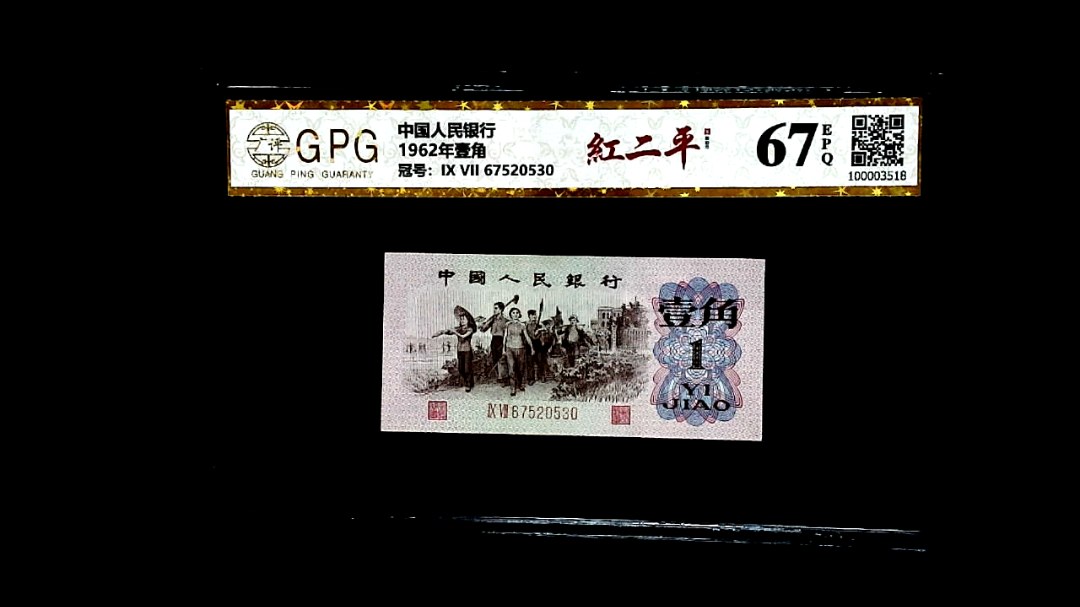 广评
GPG
GUANG PING GUARANTY
中国人民银行
1962年壹角
冠号：IX VII 67520530
紅二平
67
EPQ
100003518
中國人民銀行
壹角
1
YI
JIAO
IX VII 67520530